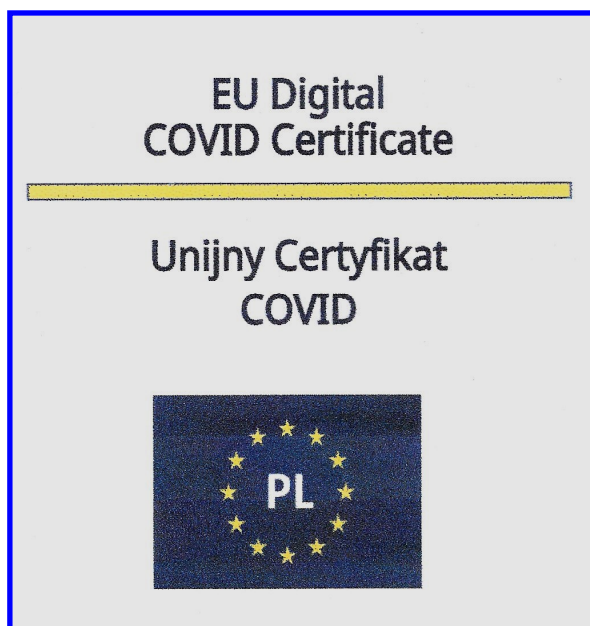 EU Digital
COVID Certificate
Unijny Certyfikat
COVID
PL